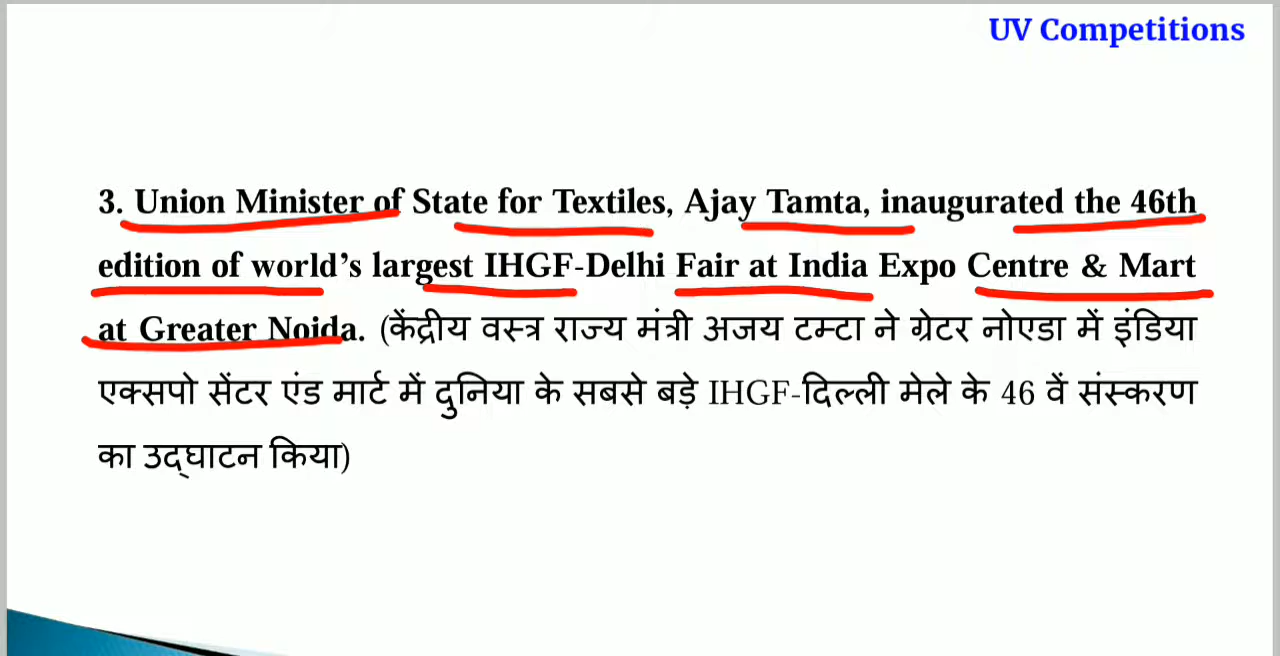 UV Competitions
3. Union Minister of State for Textiles, Ajay Tamta, inaugurated the 46th
edition of world’s largest IHGF-Delhi Fair at India Expo Centre & Mart
at Greater Noida. (केंद्रीय वस्त्र राज्य मंत्री अजय टम्टा ने ग्रेटर नोएडा में इंडिया
एक्सपो सेंटर एंड मार्ट में दुनिया के सबसे बड़े IHGF-दिल्ली मेले के 46 वें संस्करण
का उद्घाटन किया)